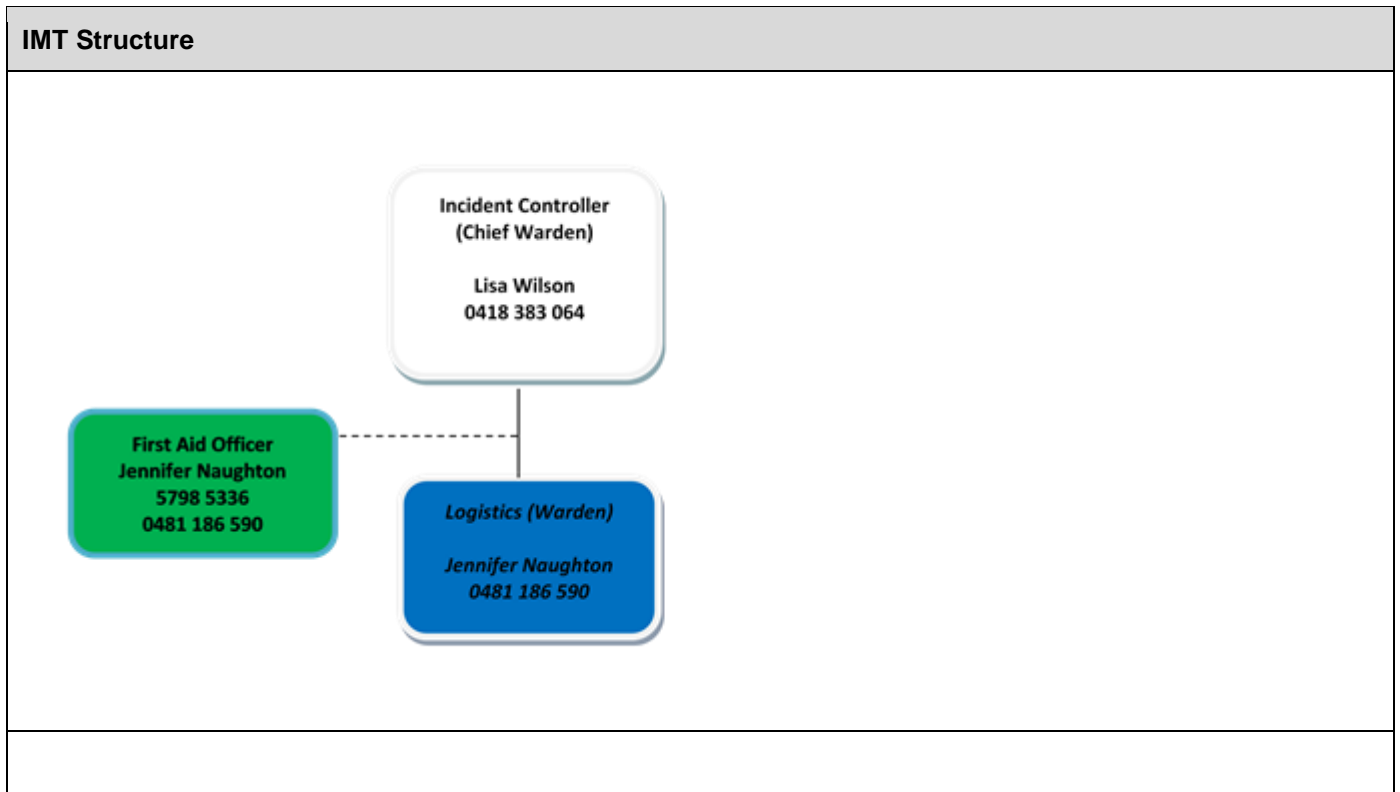 IMT Structure
Incident Controller
(Chief Warden)
Lisa Wilson
0418 383 064
First Aid Officer
Jennifer Naughton
5798 5336
0481 186 590
Logistics (Warden)
Jennifer Naughton
0481 186 590